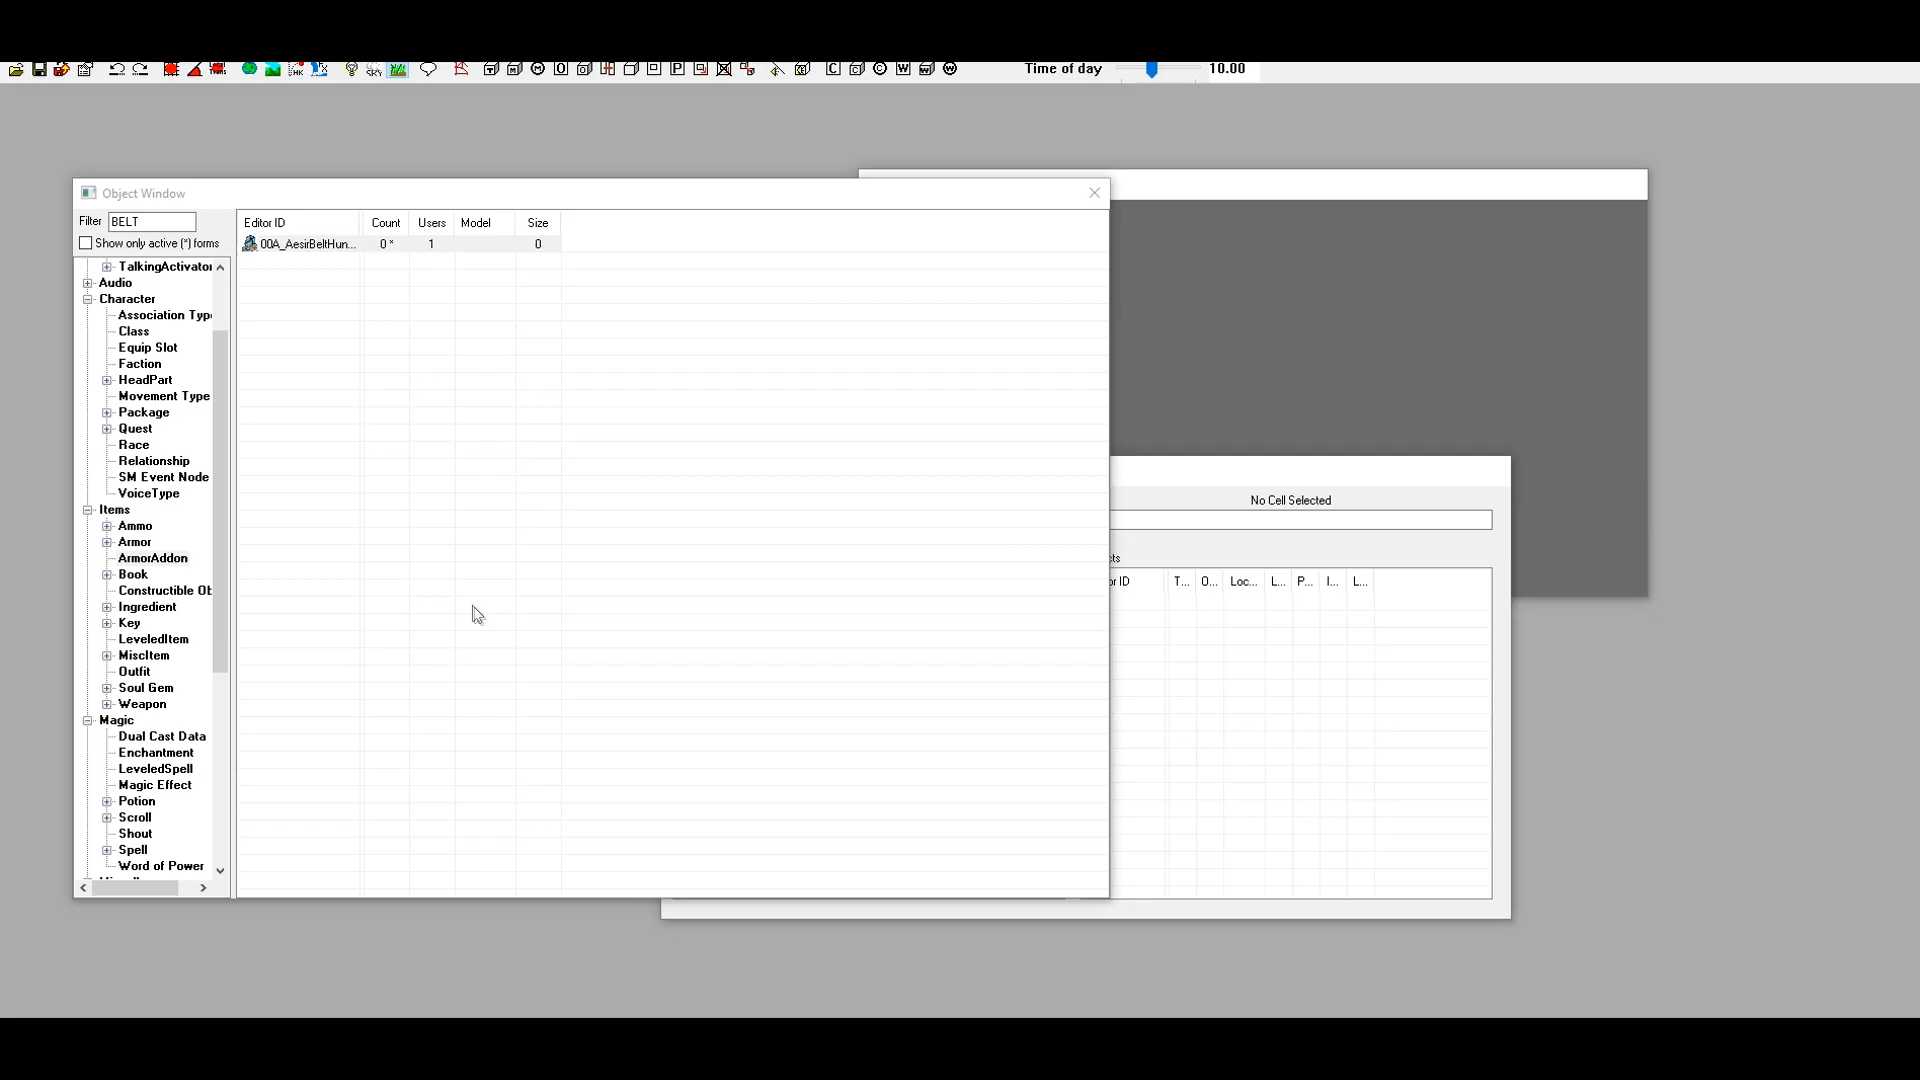 Time of day 10.00
Object Window
Filter BELT
Show only active (*) forms
TalkingActivator
Audio
Character
Association Type
Class
Equip Slot
Faction
HeadPart
Movement Type
Package
Quest
Race
Relationship
SM Event Node
VoiceType
Items
Ammo
Armor
ArmorAddon
Book
Constructible Ob
Ingredient
Key
LeveledItem
MiscItem
Outfit
Soul Gem
Weapon
Magic
Dual Cast Data
Enchantment
LeveledSpell
Magic Effect
Potion
Scroll
Shout
Spell
Word of Power
Editor ID Count Users Model Size
00A_AesirBeltHun... 0 * 1 0
No Cell Selected
cts
or ID T... O... Loc... L... P... I... L...